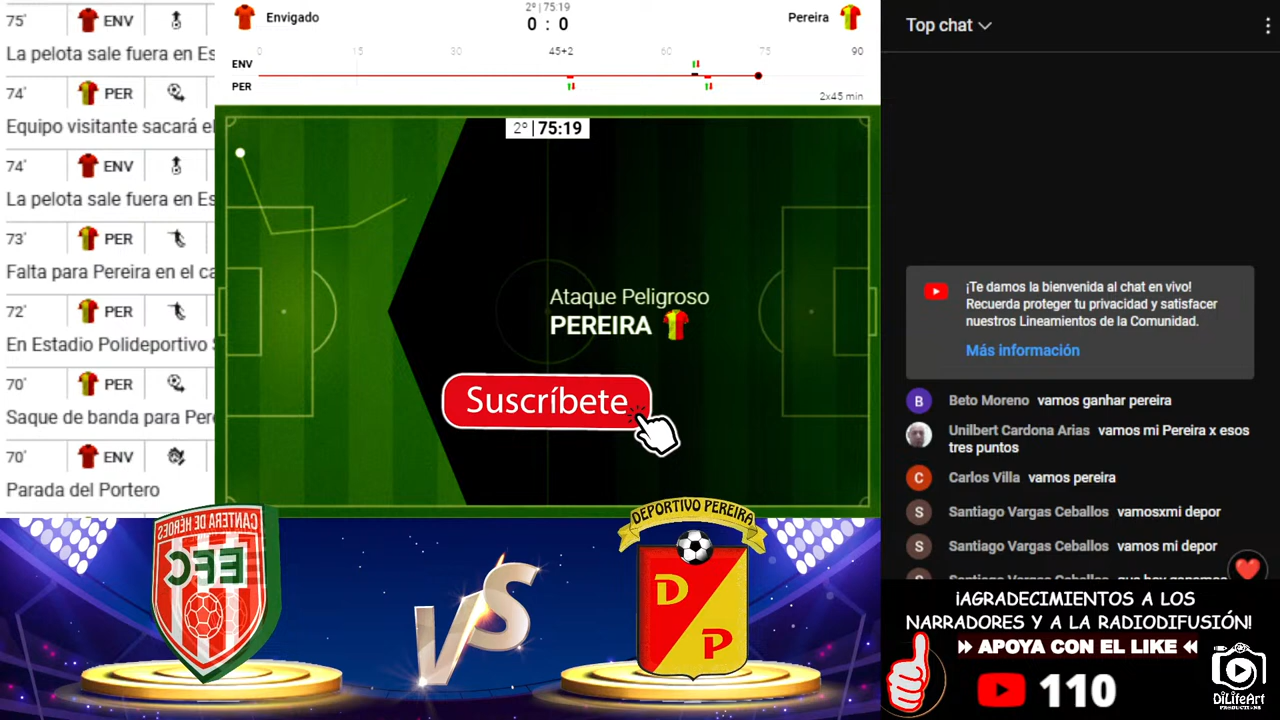 75' ENV
La pelota sale fuera en Es
74' PER
Equipo visitante sacará el
74' ENV
La pelota sale fuera en Es
73' PER
Falta para Pereira en el ca
72' PER
En Estadio Polideportivo S
70' PER
Saque de banda para Per
70' ENV
Parada del Portero
Envigado
2º | 75:19
0 : 0
Pereira
0 15 30 45+2 60 75 90
ENV
PER
2x45 min
2º | 75:19
Ataque Peligroso
PEREIRA
Suscríbete
CANTERA DE HÉROES
EFC
VS
DEPORTIVO PEREIRA
D
P
Top chat
¡Te damos la bienvenida al chat en vivo!
Recuerda proteger tu privacidad y satisfacer
nuestros Lineamientos de la Comunidad.
Más información
B Beto Moreno vamos ganhar pereira
Unilbert Cardona Arias vamos mi Pereira x esos
tres puntos
C Carlos Villa vamos pereira
S Santiago Vargas Ceballos vamosxmi depor
S Santiago Vargas Ceballos vamos mi depor
¡AGRADECIMIENTOS A LOS
NARRADORES Y A LA RADIODIFUSIÓN!
APOYA CON EL LIKE
110
DiLifeArt
PRODUCTIONS